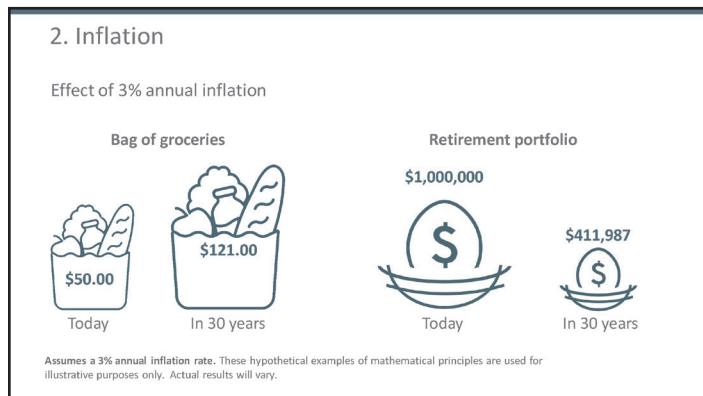 2. Inflation
Effect of 3% annual inflation
Bag of groceries
$50.00
Today
$121.00
In 30 years
Retirement portfolio
$1,000,000
$
Today
$411,987
$
In 30 years
Assumes a 3% annual inflation rate. These hypothetical examples of mathematical principles are used for
illustrative purposes only. Actual results will vary.